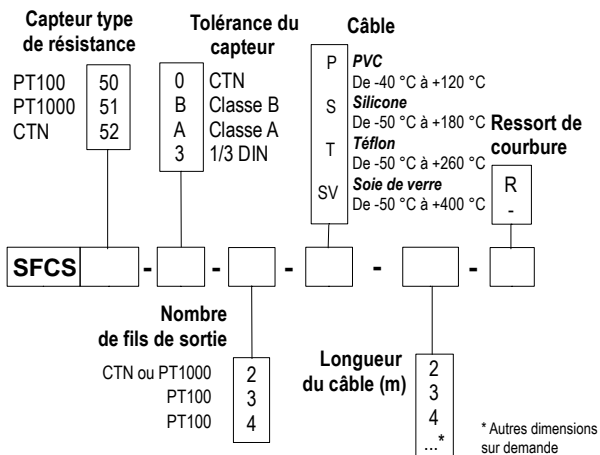 Capteur type
de résistance
PT100 50
PT1000 51
CTN 52
Tolérance du
capteur
0 CTN
B Classe B
A Classe A
3 1/3 DIN
Câble
P PVC
De -40 °C à +120 °C
S Silicone
De -50 °C à +180 °C
T Téflon
De -50 °C à +260 °C
SV Soie de verre
De -50 °C à +400 °C
Ressort de
courbure
R
-
SFCS - - - - -
Nombre
de fils de sortie
CTN ou PT1000 2
PT100 3
PT100 4
Longueur
du câble (m)
2
3
4
...*
* Autres dimensions
sur demande